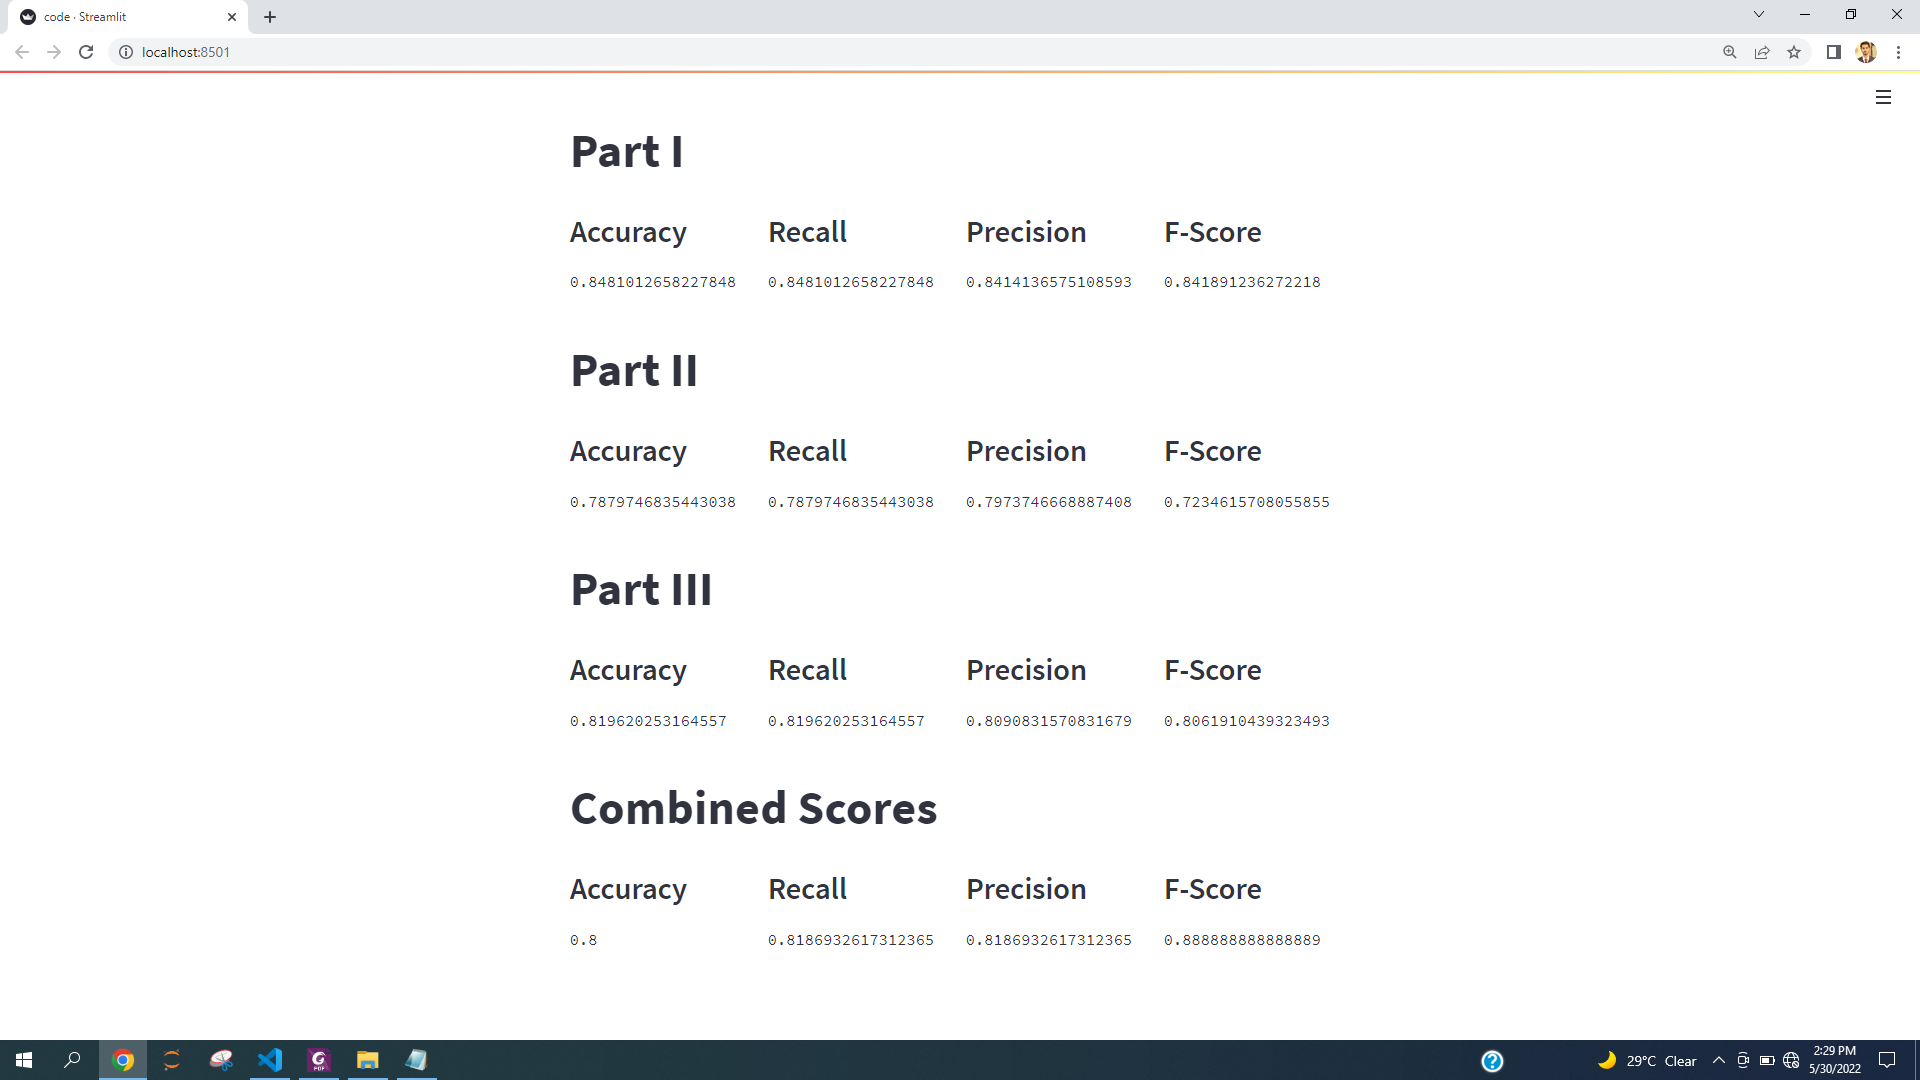 code · Streamlit
localhost:8501
Part I
Accuracy Recall Precision F-Score
0.8481012658227848 0.8481012658227848 0.8414136575108593 0.841891236272218
Part II
Accuracy Recall Precision F-Score
0.7879746835443038 0.7879746835443038 0.7973746668887408 0.7234615708055855
Part III
Accuracy Recall Precision F-Score
0.819620253164557 0.819620253164557 0.8090831570831679 0.8061910439323493
Combined Scores
Accuracy Recall Precision F-Score
0.8 0.8186932617312365 0.8186932617312365 0.888888888888889
29°C Clear
2:29 PM
5/30/2022